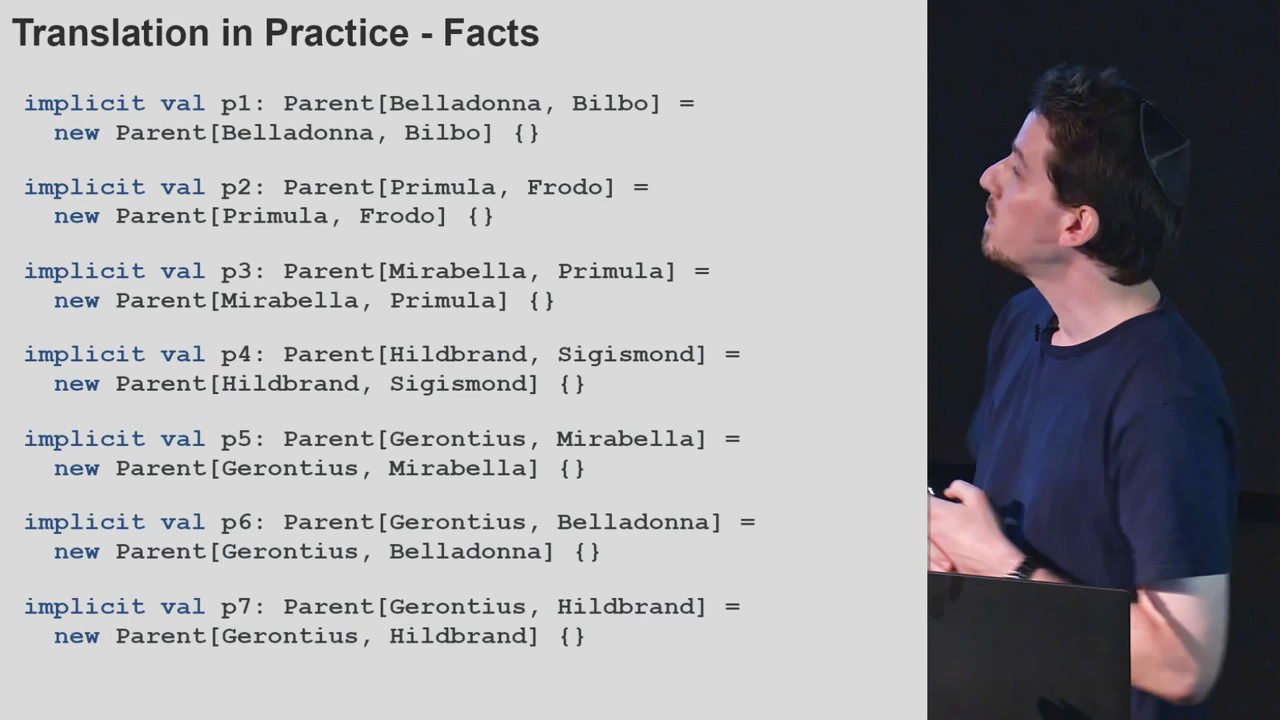 Translation in Practice - Facts
implicit val p1: Parent[Belladonna, Bilbo] =
new Parent[Belladonna, Bilbo] {}
implicit val p2: Parent[Primula, Frodo] =
new Parent[Primula, Frodo] {}
implicit val p3: Parent[Mirabella, Primula] =
new Parent[Mirabella, Primula] {}
implicit val p4: Parent[Hildbrand, Sigismond] =
new Parent[Hildbrand, Sigismond] {}
implicit val p5: Parent[Gerontius, Mirabella] =
new Parent[Gerontius, Mirabella] {}
implicit val p6: Parent[Gerontius, Belladonna] =
new Parent[Gerontius, Belladonna] {}
implicit val p7: Parent[Gerontius, Hildbrand] =
new Parent[Gerontius, Hildbrand] {}